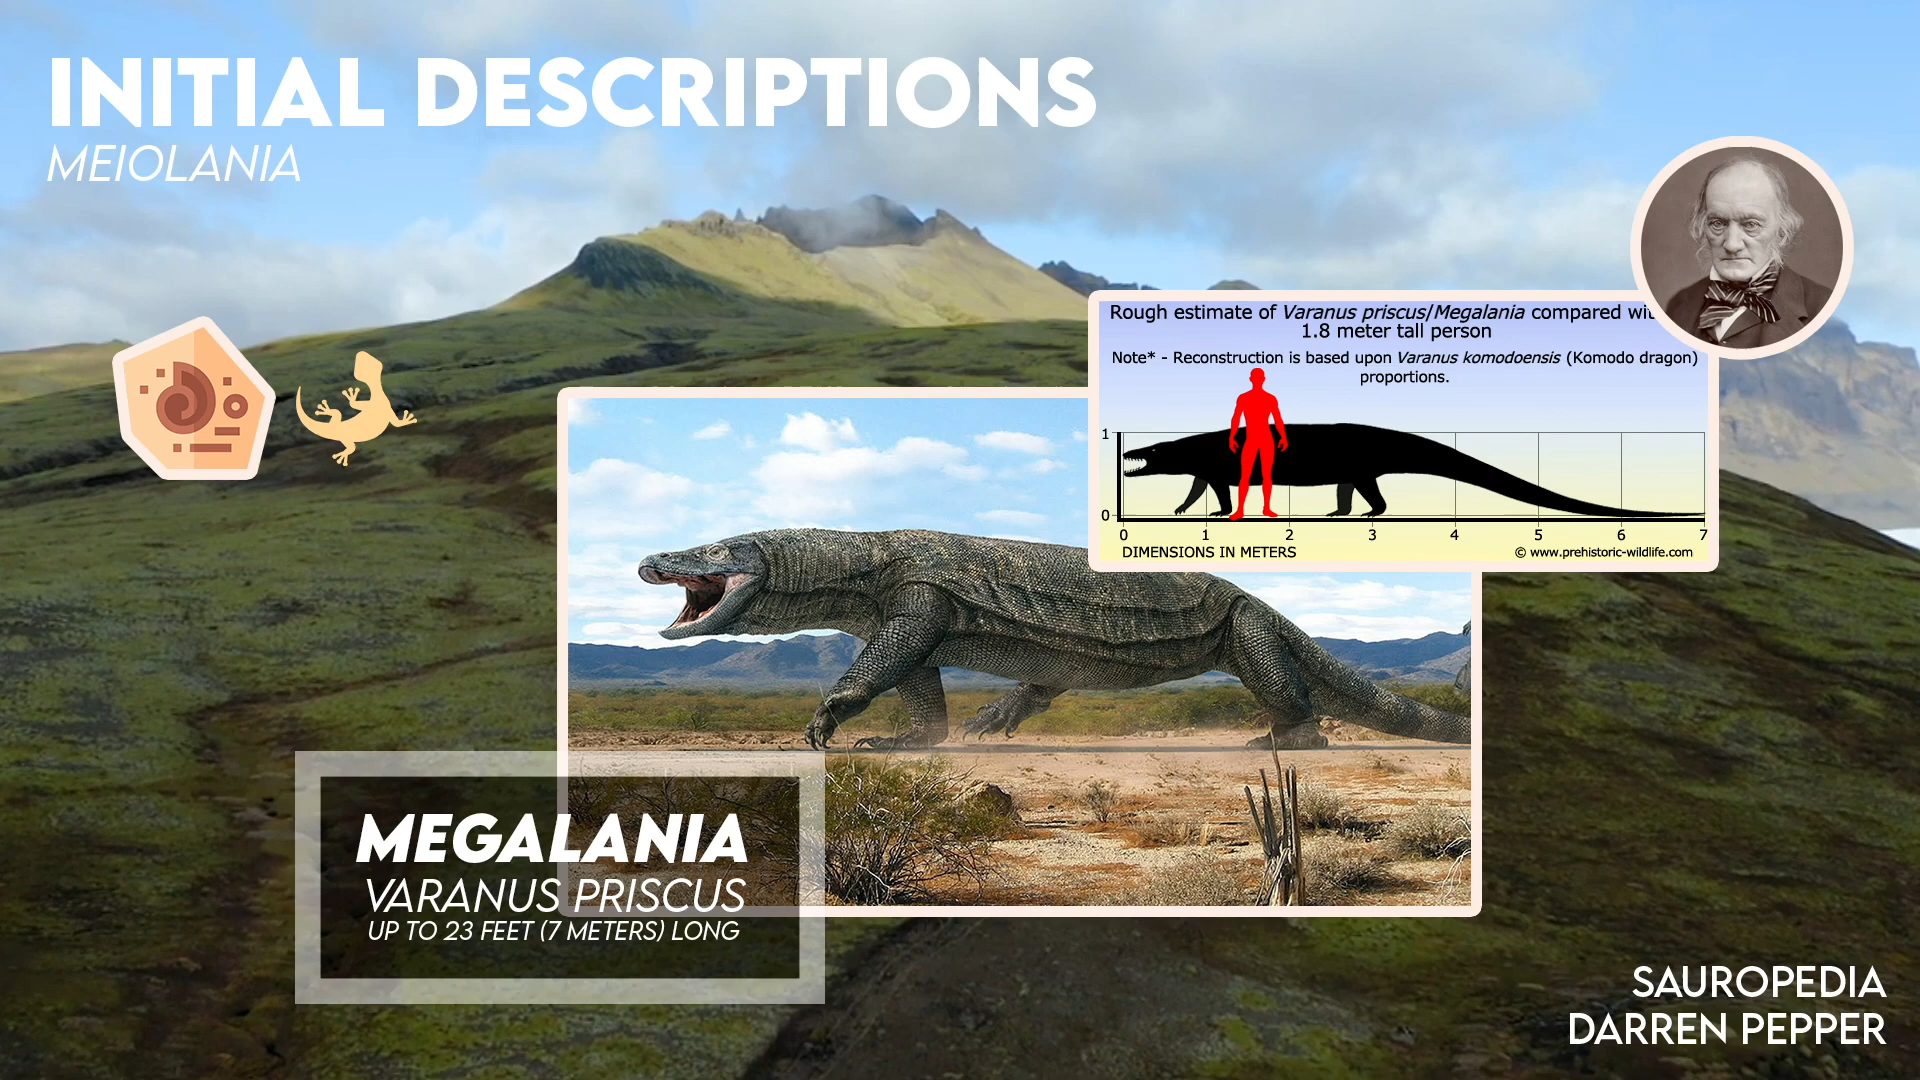 INITIAL DESCRIPTIONS
MEIOLANIA
Rough estimate of Varanus priscus/Megalania compared
1.8 meter tall person
Note* - Reconstruction is based upon Varanus komodoensis (Komodo dragon)
proportions.
1
0
0 1 2 3 4 5 6 7
DIMENSIONS IN METERS
© www.prehistoric-wildlife.com
MEGALANIA
VARANUS PRISCUS
UP TO 23 FEET (7 METERS) LONG
SAUROPEDIA
DARREN PEPPER